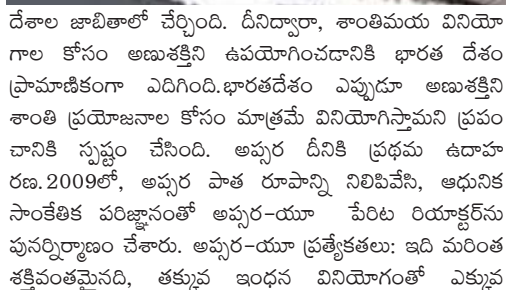 దేశాల జాబితాలో చేర్చింది. దీనిద్వారా, శాంతిమయ వినియో
గాల కోసం అణుశక్తిని ఉపయోగించడానికి భారత దేశం
ప్రామాణికంగా ఎదిగింది.భారతదేశం ఎప్పుడూ అణుశక్తిని
శాంతి ప్రయోజనాల కోసం మాత్రమే వినియోగిస్తామని ప్రపం
చానికి స్పష్టం చేసింది. అప్సర దీనికి ప్రథమ ఉదాహ
రణ.2009లో, అప్సర పాత రూపాన్ని నిలిపివేసి, ఆధునిక
సాంకేతిక పరిజ్ఞానంతో అప్సర-యూ పేరిట రియాక్టర్‌ను
పునర్నిర్మాణం చేశారు. అప్సర-యూ ప్రత్యేకతలు: ఇది మరింత
శక్తివంతమైనది, తక్కువ ఇంధన వినియోగంతో ఎక్కువ